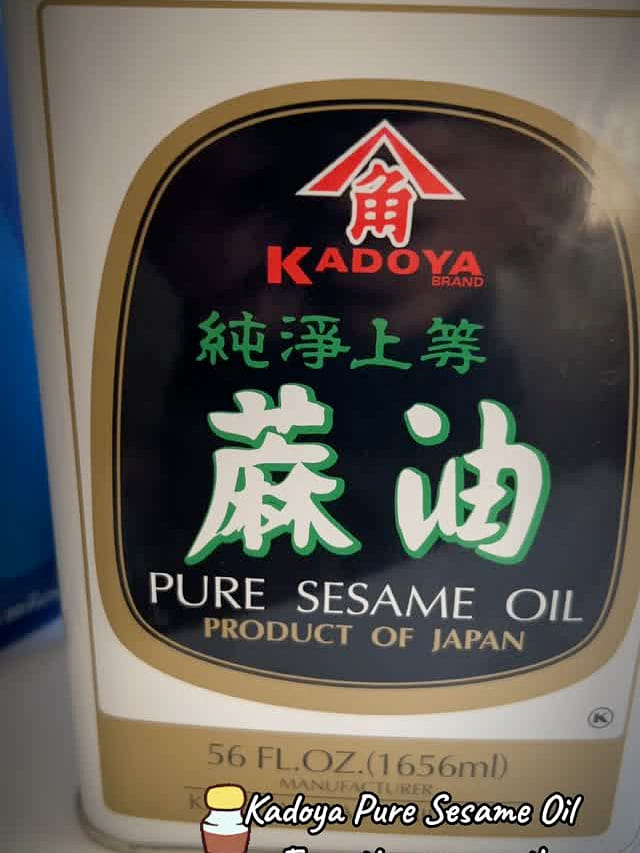 角
KADOYA
BRAND
純淨上等
蔴油
PURE SESAME OIL
PRODUCT OF JAPAN
K
56 FL.OZ.(1656ml)
MANUFACTURER
Kadoya Pure Sesame Oil